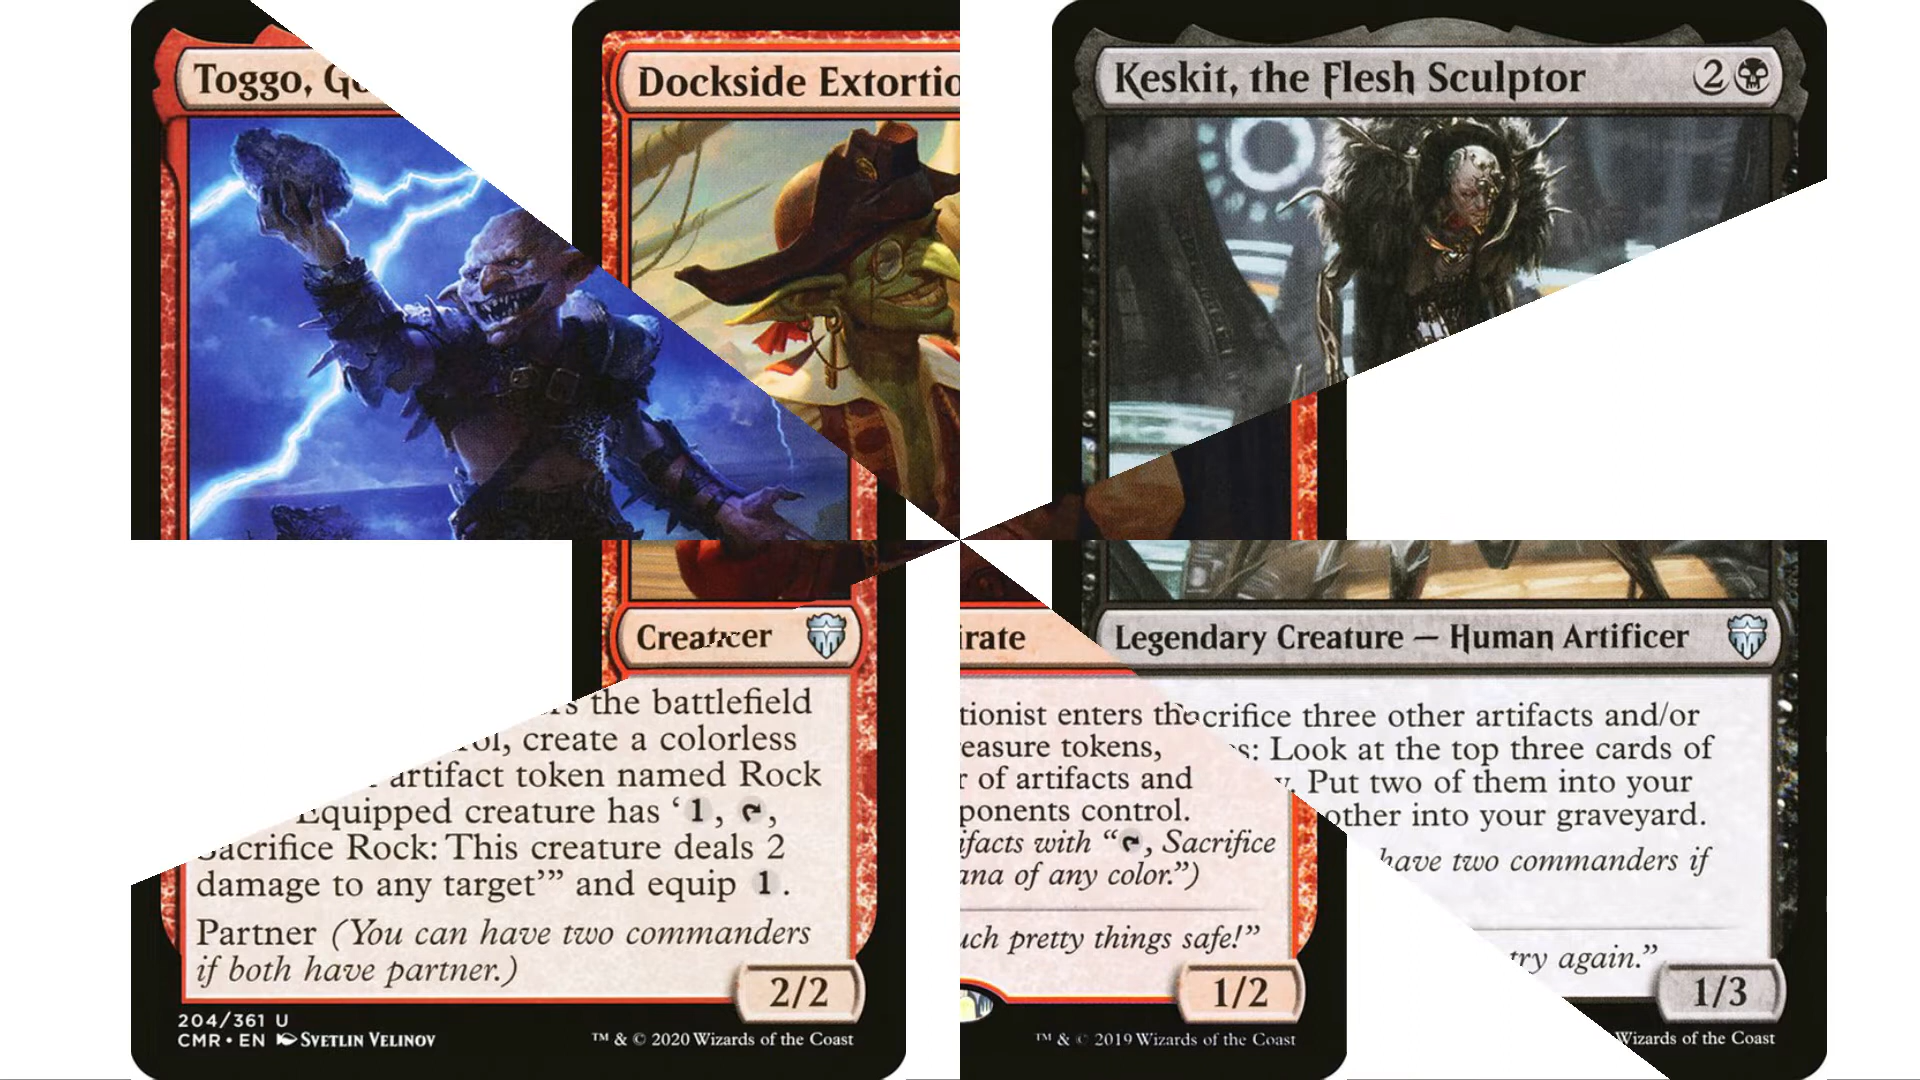 Toggo, Go
Dockside Extortio
Keskit, the Flesh Sculptor 2
Crea
cer
the battlefield
create a colorless
artifact token named Rock
Equipped creature has ‘1, ,
Sacrifice Rock: This creature deals 2
damage to any target’” and equip 1.
Partner (You can have two commanders
if both have partner.)
2/2
204/361 U
CMR • EN Svetlin Velinov
™ & © 2020 Wizards of the Coast
irate
tionist enters the
easure tokens,
r of artifacts and
ponents control.
ifacts with “ , Sacrifice
ana of any color.”)
uch pretty things safe!”
1/2
™ & © 2019 Wizards of the Coast
Legendary Creature — Human Artificer
crifice three other artifacts and/or
s: Look at the top three cards of
. Put two of them into your
other into your graveyard.
have two commanders if
try again.”
1/3
Wizards of the Coast